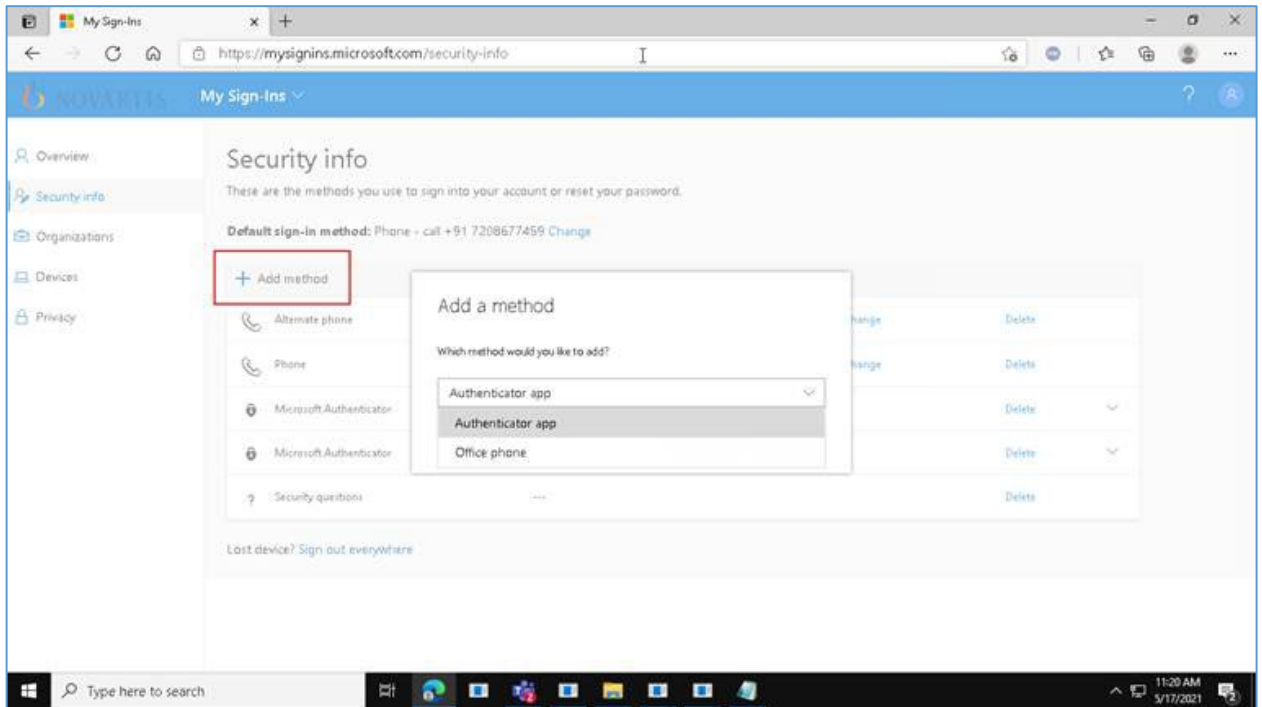 My Sign-Ins
https://mysignins.microsoft.com/security-info
NOVARTIS
My Sign-Ins
?
Overview
Security info
Organizations
Devices
Privacy
Security info
These are the methods you use to sign into your account or reset your password.
Default sign-in method: Phone - call +91 7208677459 Change
+ Add method
Add a method
Which method would you like to add?
Authenticator app
Authenticator app
Office phone
Alternate phone hange Delete
Phone hange Delete
Microsoft Authenticator Delete
Microsoft Authenticator Delete
? Security questions --- Delete
Lost device? Sign out everywhere
Type here to search
11:20 AM
5/17/2021
2